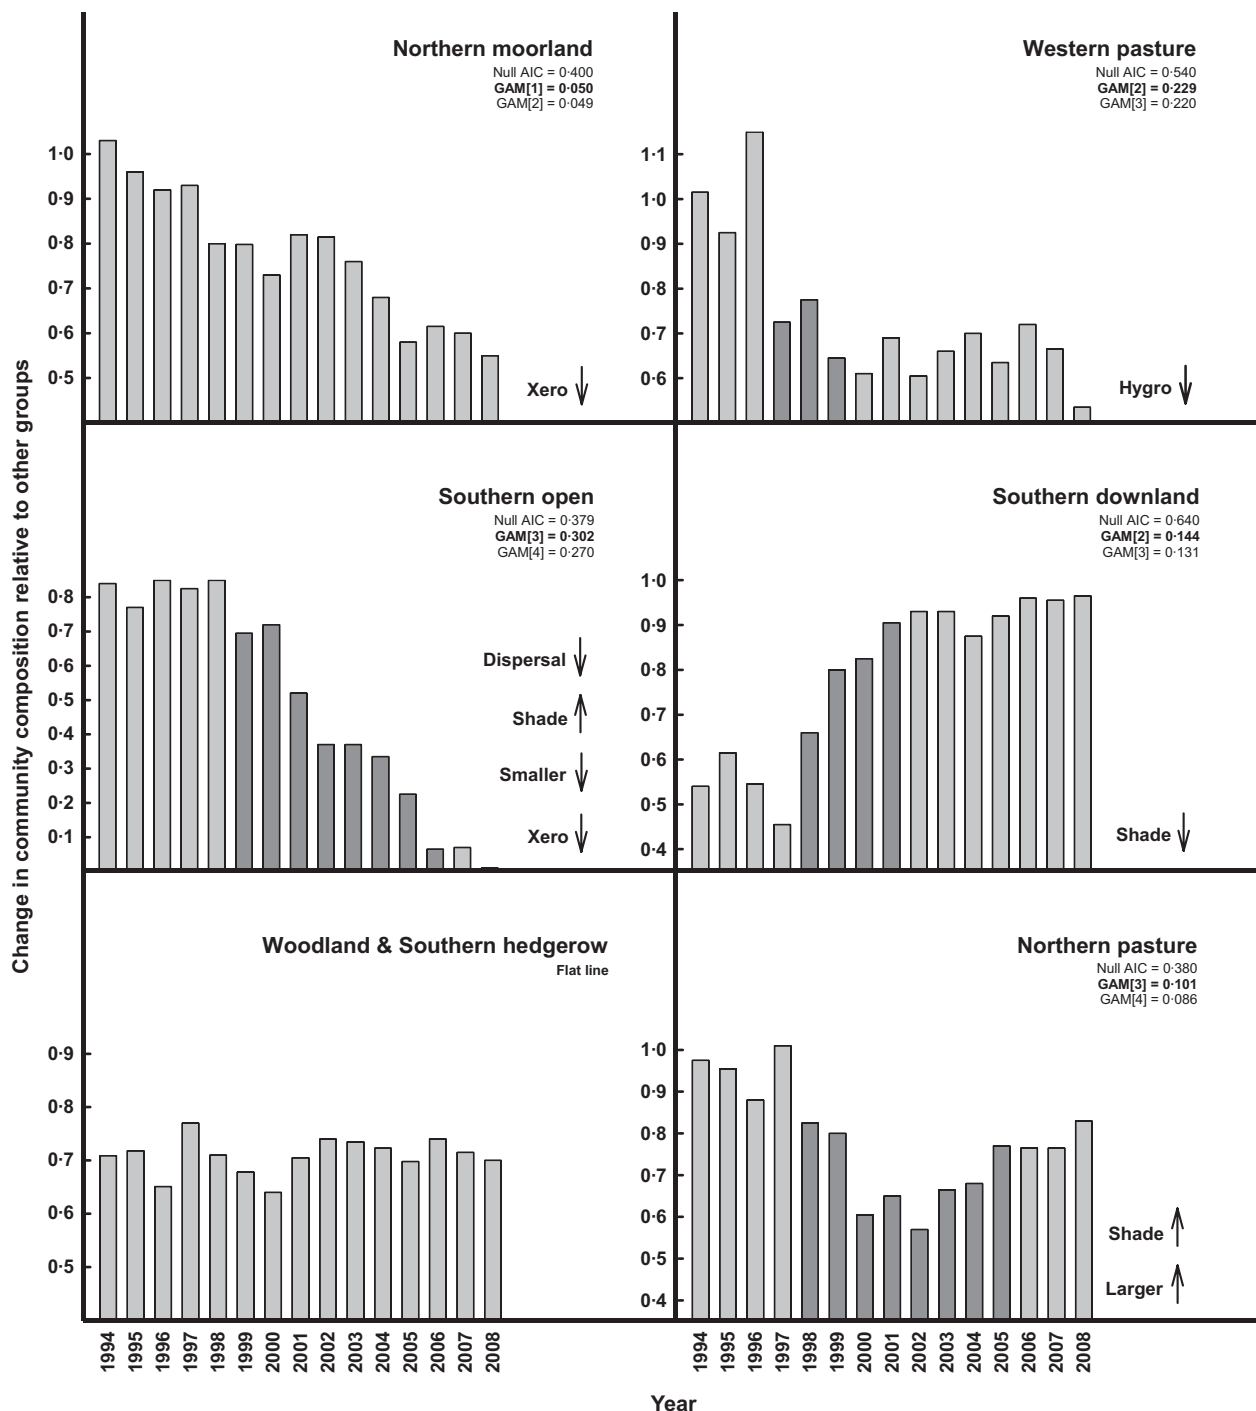 Change in community composition relative to other groups
Northern moorland
Null AIC = 0·400
GAM[1] = 0·050
GAM[2] = 0·049
1·0
0·9
0·8
0·7
0·6
0·5
Xero
Western pasture
Null AIC = 0·540
GAM[2] = 0·229
GAM[3] = 0·220
1·1
1·0
0·9
0·8
0·7
0·6
Hygro
Southern open
Null AIC = 0·379
GAM[3] = 0·302
GAM[4] = 0·270
0·8
0·7
0·6
0·5
0·4
0·3
0·2
0·1
Dispersal
Shade
Smaller
Xero
Southern downland
Null AIC = 0·640
GAM[2] = 0·144
GAM[3] = 0·131
1·0
0·9
0·8
0·7
0·6
0·5
0·4
Shade
Woodland & Southern hedgerow
Flat line
0·9
0·8
0·7
0·6
0·5
1994 1995 1996 1997 1998 1999 2000 2001 2002 2003 2004 2005 2006 2007 2008
Northern pasture
Null AIC = 0·380
GAM[3] = 0·101
GAM[4] = 0·086
1·0
0·9
0·8
0·7
0·6
0·5
0·4
Shade
Larger
1994 1995 1996 1997 1998 1999 2000 2001 2002 2003 2004 2005 2006 2007 2008
Year